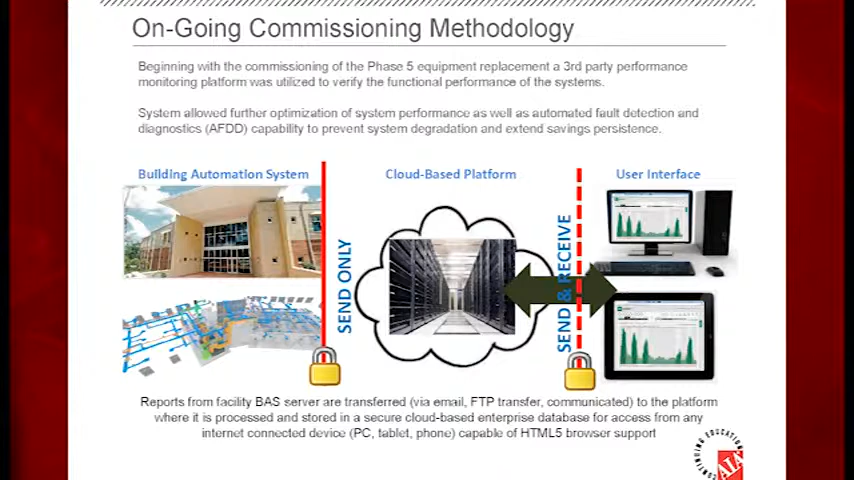 On-Going Commissioning Methodology
Beginning with the commissioning of the Phase 5 equipment replacement a 3rd party performance
monitoring platform was utilized to verify the functional performance of the systems.
System allowed further optimization of system performance as well as automated fault detection and
diagnostics (AFDD) capability to prevent system degradation and extend savings persistence.
Building Automation System
Cloud-Based Platform
User Interface
SEND ONLY
SEND & RECEIVE
Reports from facility BAS server are transferred (via email, FTP transfer, communicated) to the platform
where it is processed and stored in a secure cloud-based enterprise database for access from any
internet connected device (PC, tablet, phone) capable of HTML5 browser support
CONTINUING EDUCATION
AIA